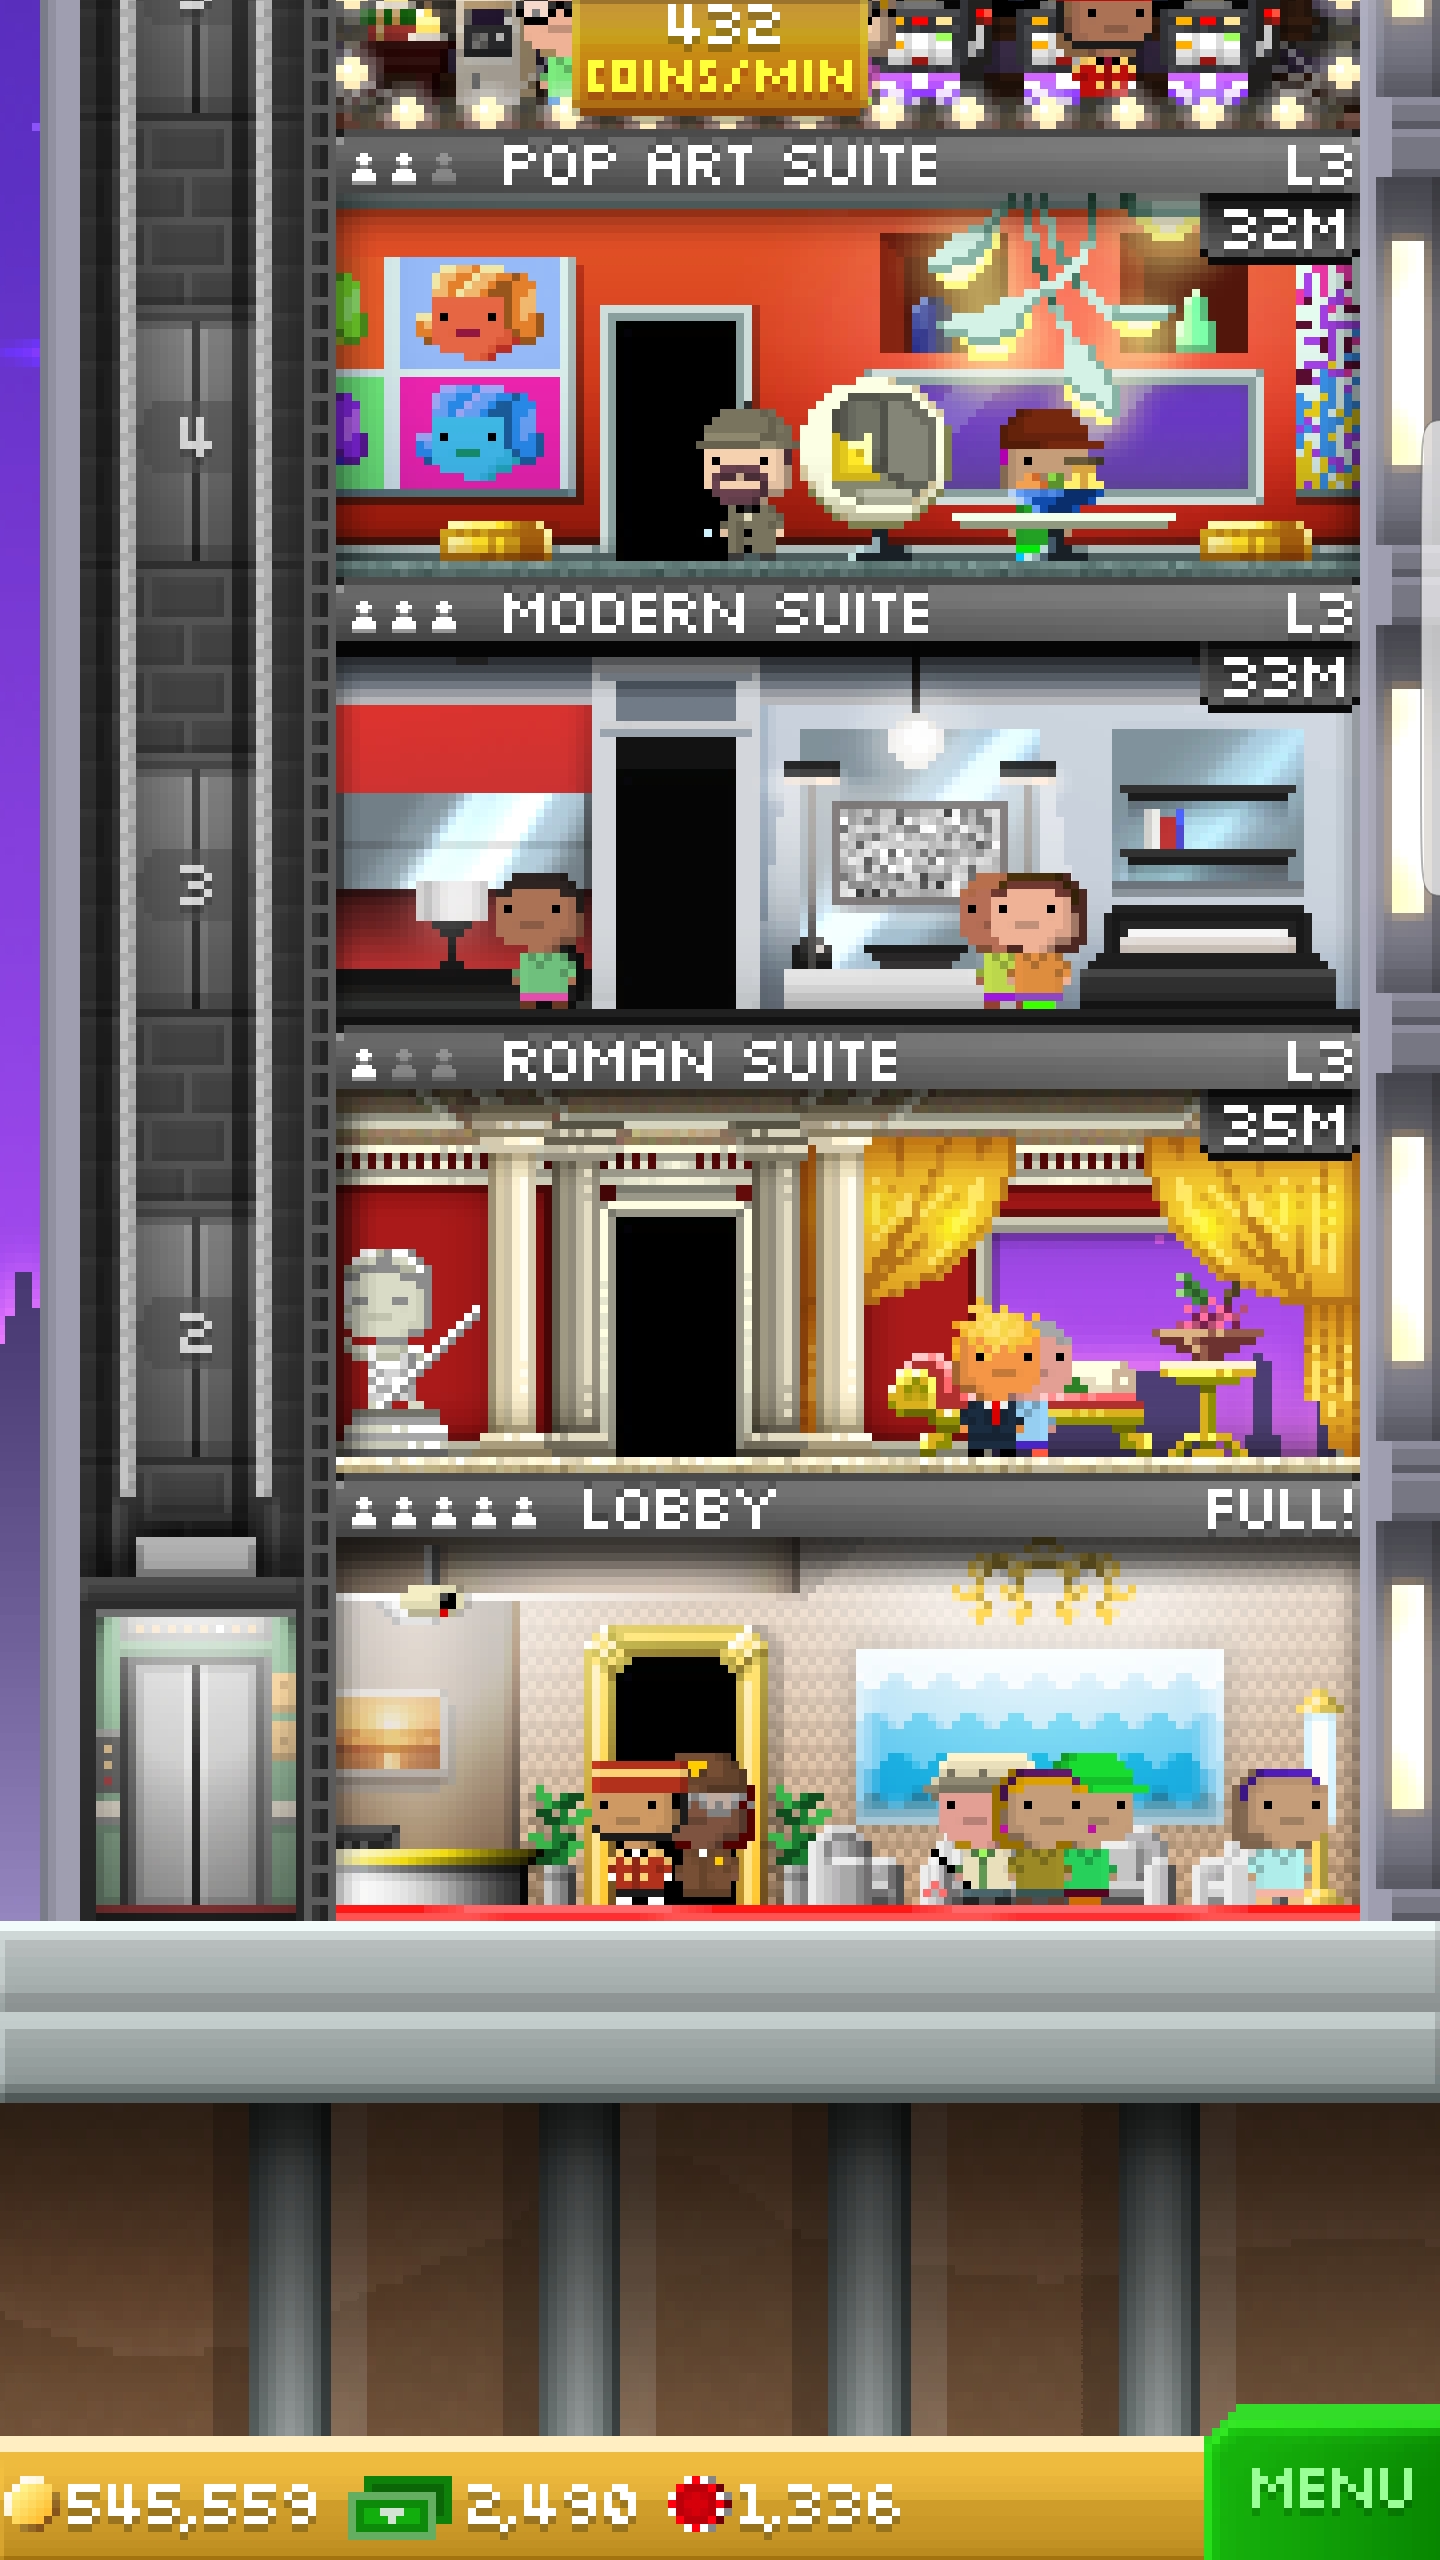 432
COINS/MIN
POP ART SUITE L3
32M
4
MODERN SUITE L3
33M
3
ROMAN SUITE L3
35M
2
LOBBY FULL!
545,559 2,490 1,336 MENU